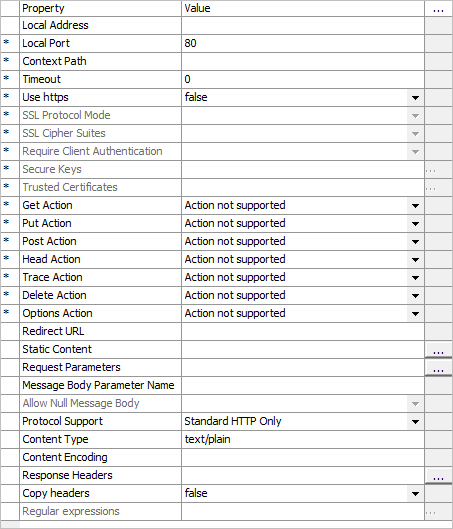 Property Value ...
Local Address
* Local Port 80
* Context Path
* Timeout 0
* Use https false
* SSL Protocol Mode
* SSL Cipher Suites
* Require Client Authentication
* Secure Keys ...
* Trusted Certificates ...
* Get Action Action not supported
* Put Action Action not supported
* Post Action Action not supported
* Head Action Action not supported
* Trace Action Action not supported
* Delete Action Action not supported
* Options Action Action not supported
Redirect URL
Static Content ...
Request Parameters ...
Message Body Parameter Name
Allow Null Message Body
Protocol Support Standard HTTP Only
Content Type text/plain
Content Encoding
Response Headers ...
Copy headers false
Regular expressions ...